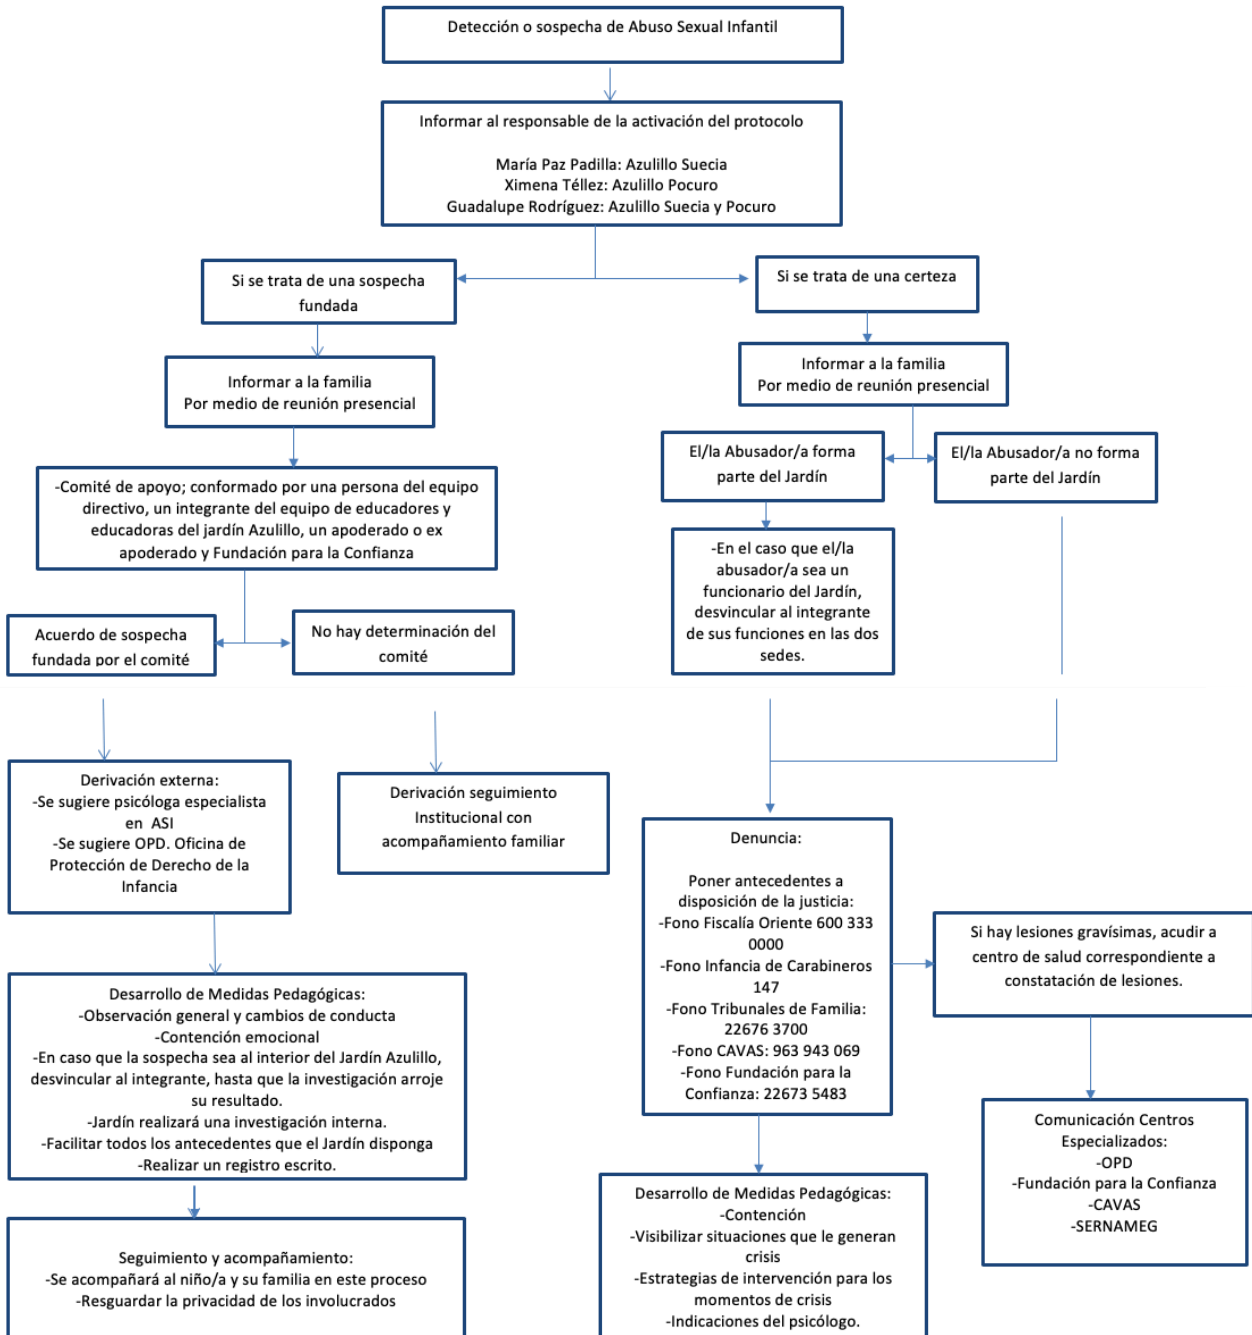 Detección o sospecha de Abuso Sexual Infantil
Informar al responsable de la activación del protocolo
María Paz Padilla: Azulillo Suecia
Ximena Téllez: Azulillo Pocuro
Guadalupe Rodríguez: Azulillo Suecia y Pocuro
Si se trata de una sospecha
fundada
Si se trata de una certeza
Informar a la familia
Por medio de reunión presencial
Informar a la familia
Por medio de reunión presencial
El/la Abusador/a forma
parte del Jardín
El/la Abusador/a no forma
parte del Jardín
-Comité de apoyo; conformado por una persona del equipo
directivo, un integrante del equipo de educadores y
educadoras del jardín Azulillo, un apoderado o ex
apoderado y Fundación para la Confianza
-En el caso que el/la
abusador/a sea un
funcionario del Jardín,
desvincular al integrante
de sus funciones en las dos
sedes.
Acuerdo de sospecha
fundada por el comité
No hay determinación del
comité
Derivación externa:
-Se sugiere psicóloga especialista
en ASI
-Se sugiere OPD. Oficina de
Protección de Derecho de la
Infancia
Derivación seguimiento
Institucional con
acompañamiento familiar
Denuncia:
Poner antecedentes a
disposición de la justicia:
-Fono Fiscalía Oriente 600 333
0000
-Fono Infancia de Carabineros
147
-Fono Tribunales de Familia:
22676 3700
-Fono CAVAS: 963 943 069
-Fono Fundación para la
Confianza: 22673 5483
Si hay lesiones gravísimas, acudir a
centro de salud correspondiente a
constatación de lesiones.
Desarrollo de Medidas Pedagógicas:
-Observación general y cambios de conducta
-Contención emocional
-En caso que la sospecha sea al interior del Jardín Azulillo,
desvincular al integrante, hasta que la investigación arroje
su resultado.
-Jardín realizará una investigación interna.
-Facilitar todos los antecedentes que el Jardín disponga
-Realizar un registro escrito.
Comunicación Centros
Especializados:
-OPD
-Fundación para la Confianza
-CAVAS
-SERNAMEG
Desarrollo de Medidas Pedagógicas:
-Contención
-Visibilizar situaciones que le generan
crisis
-Estrategias de intervención para los
momentos de crisis
-Indicaciones del psicólogo.
Seguimiento y acompañamiento:
-Se acompañará al niño/a y su familia en este proceso
-Resguardar la privacidad de los involucrados